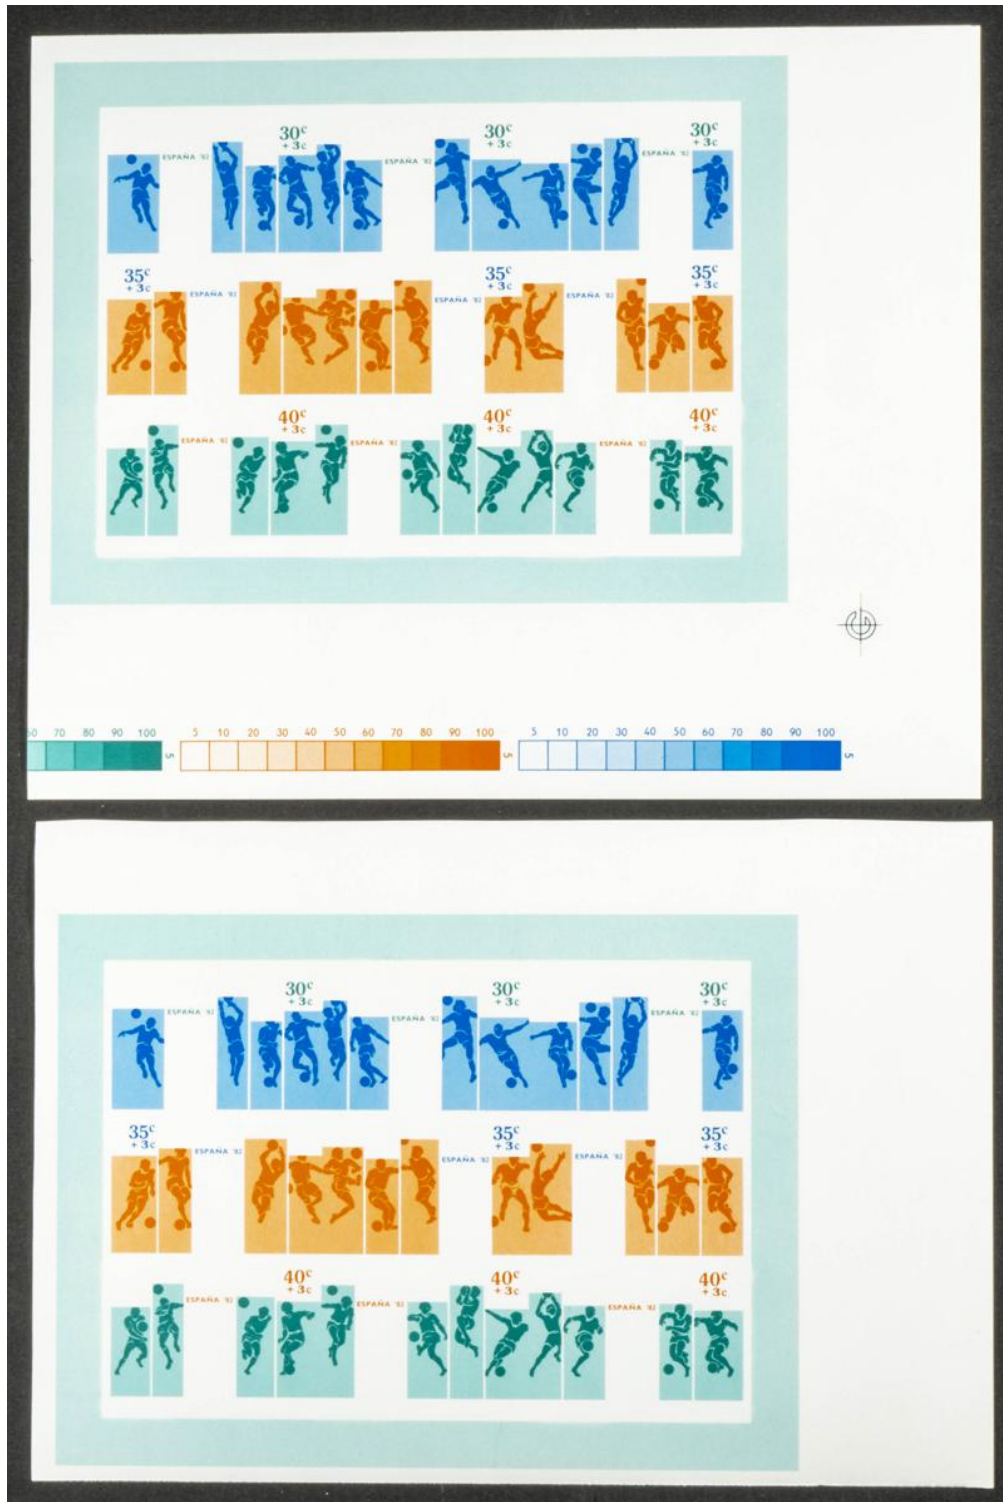 30c 30c 30c
+ 3c + 3c + 3c
ESPAÑA '82 ESPAÑA '82 ESPAÑA '82
35c 35c 35c
+ 3c + 3c + 3c
ESPAÑA '82 ESPAÑA '82 ESPAÑA '82
40c 40c 40c
+ 3c + 3c + 3c
ESPAÑA '82 ESPAÑA '82 ESPAÑA '82
60 70 80 90 100 5 5 10 20 30 40 50 60 70 80 90 100 5 5 10 20 30 40 50 60 70 80 90 100 5
30c 30c 30c
+ 3c + 3c + 3c
ESPAÑA '82 ESPAÑA '82 ESPAÑA '82
35c 35c 35c
+ 3c + 3c + 3c
ESPAÑA '82 ESPAÑA '82 ESPAÑA '82
40c 40c 40c
+ 3c + 3c + 3c
ESPAÑA '82 ESPAÑA '82 ESPAÑA '82